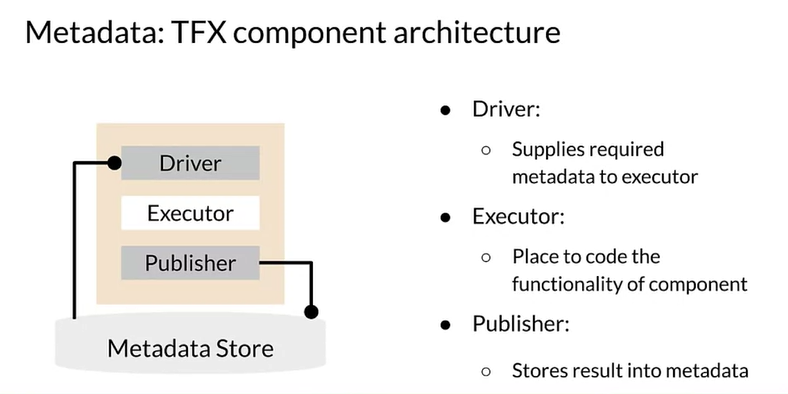 Metadata: TFX component architecture
Driver
Executor
Publisher
Metadata Store
● Driver:
○ Supplies required
metadata to executor
● Executor:
○ Place to code the
functionality of component
● Publisher:
○ Stores result into metadata